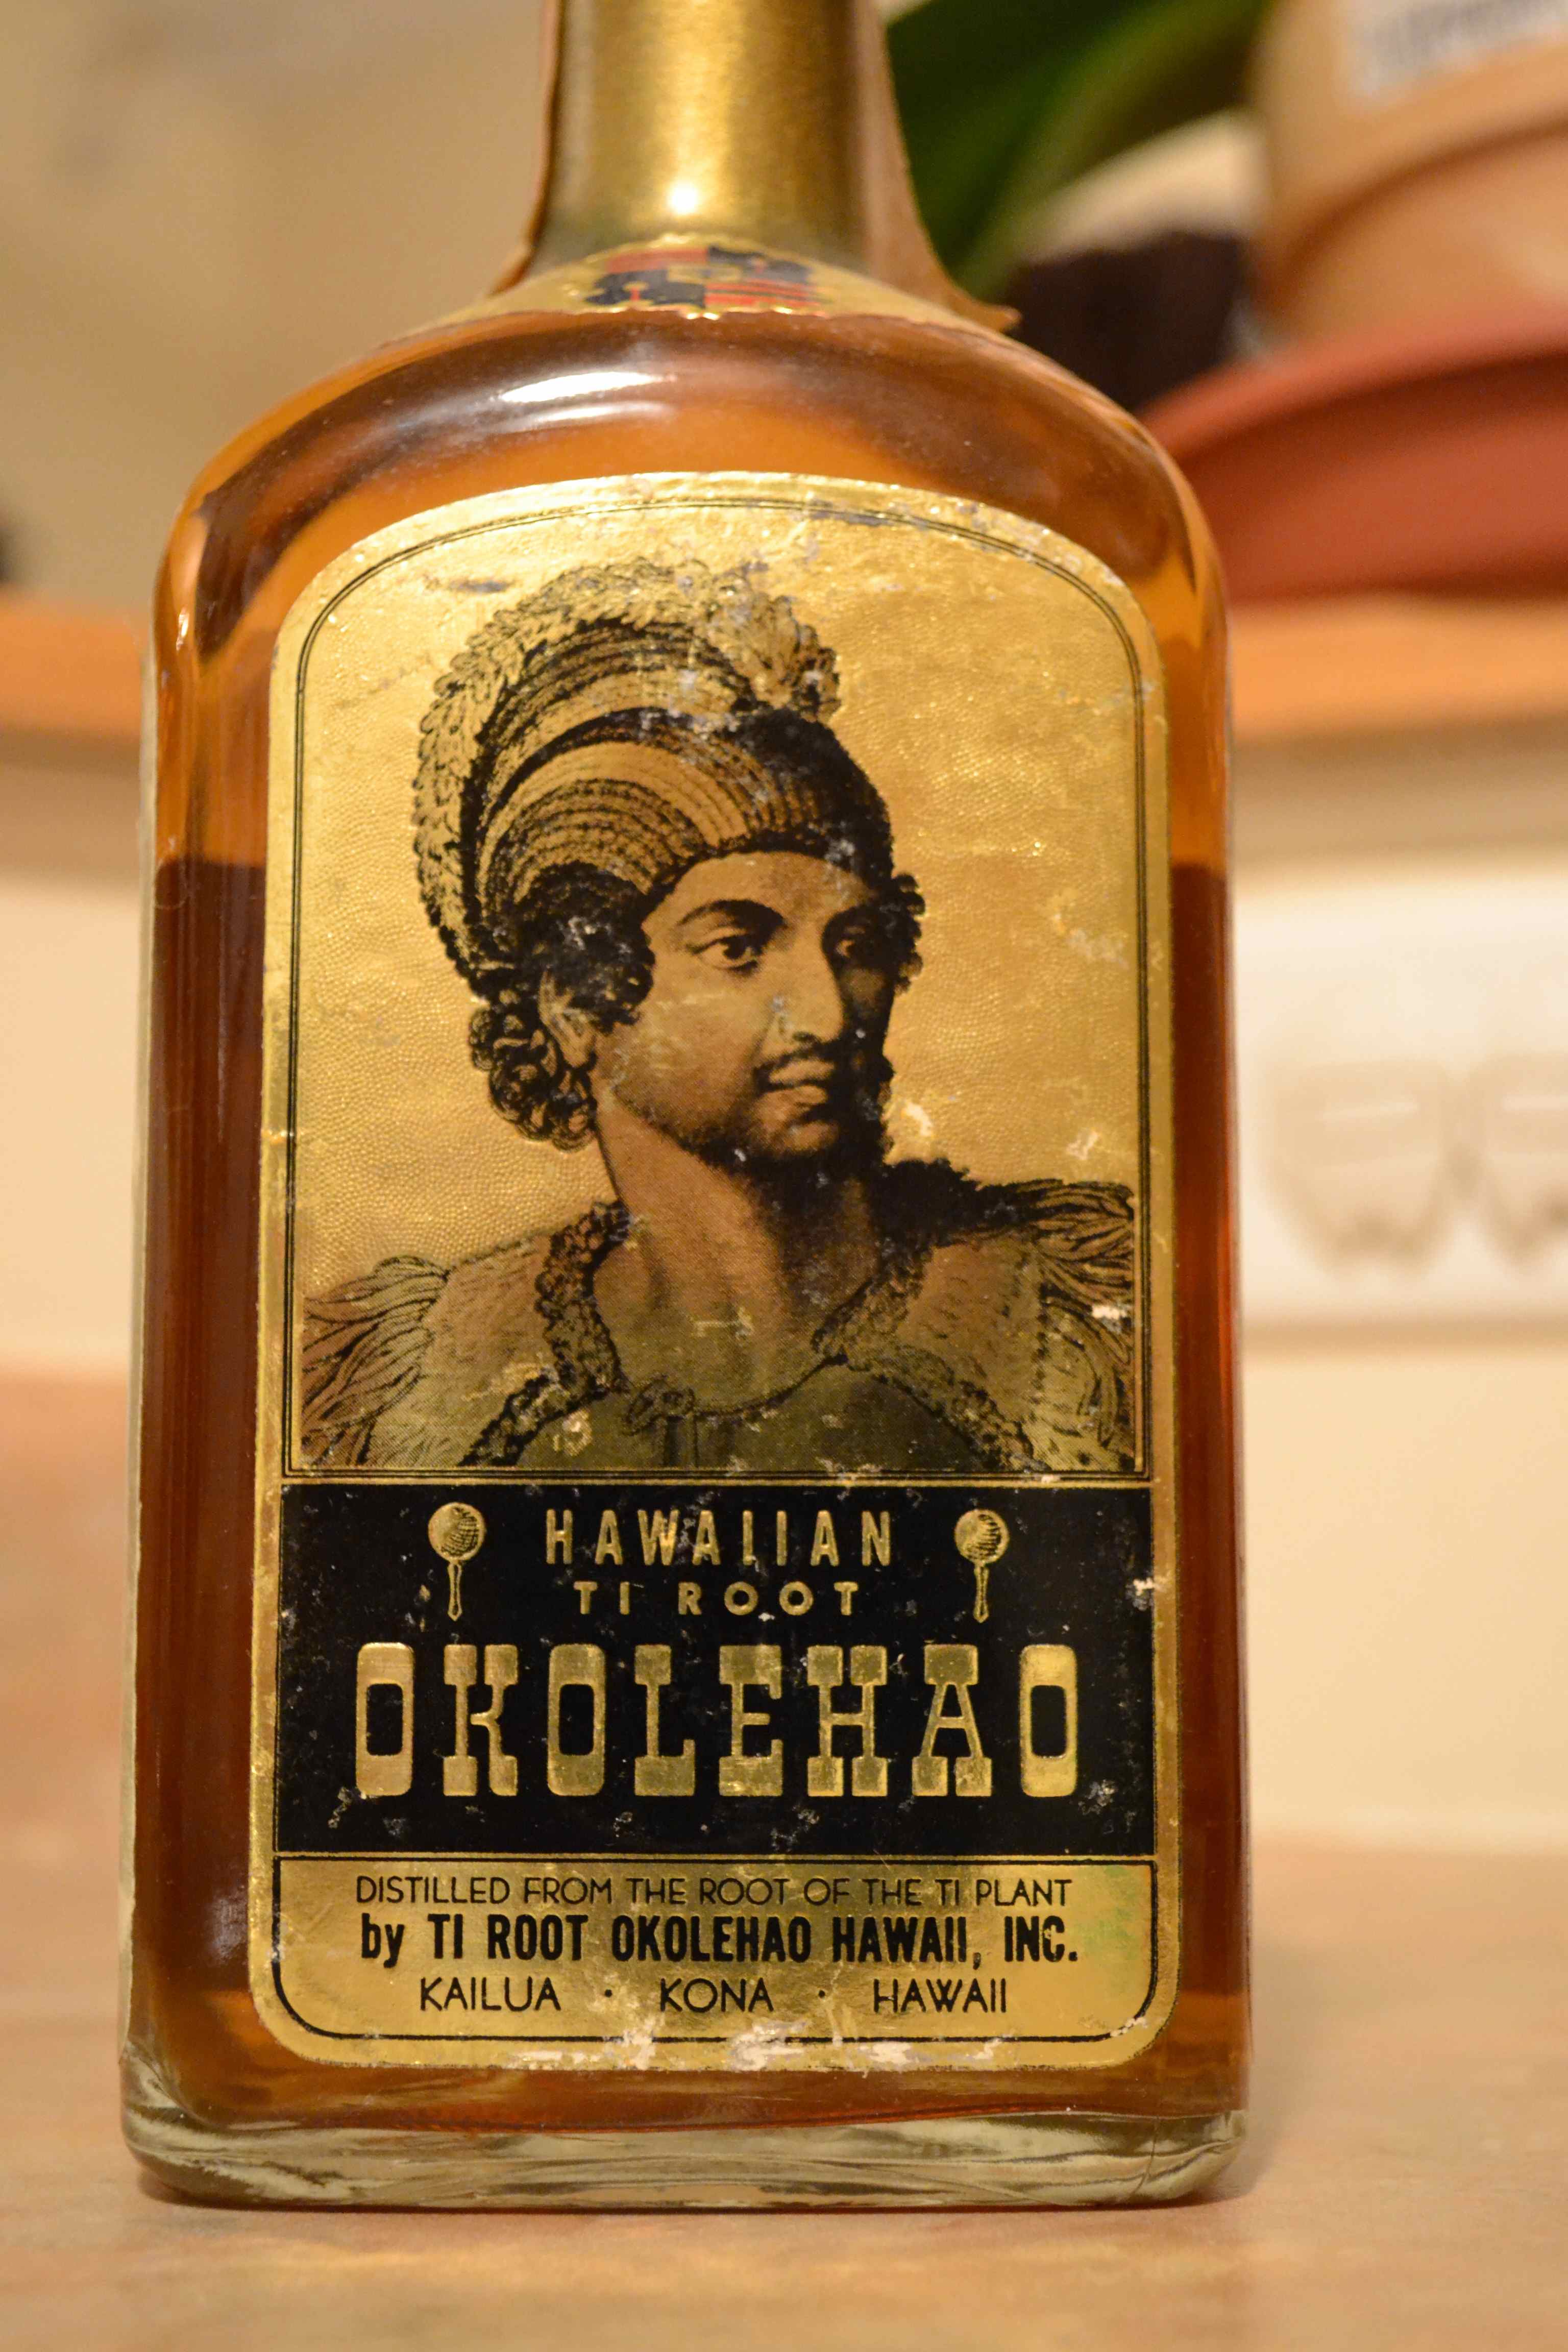 HAWAIIAN
TI ROOT
OKOLEHAO
DISTILLED FROM THE ROOT OF THE TI PLANT
by TI ROOT OKOLEHAO HAWAII, INC.
KAILUA · KONA · HAWAII